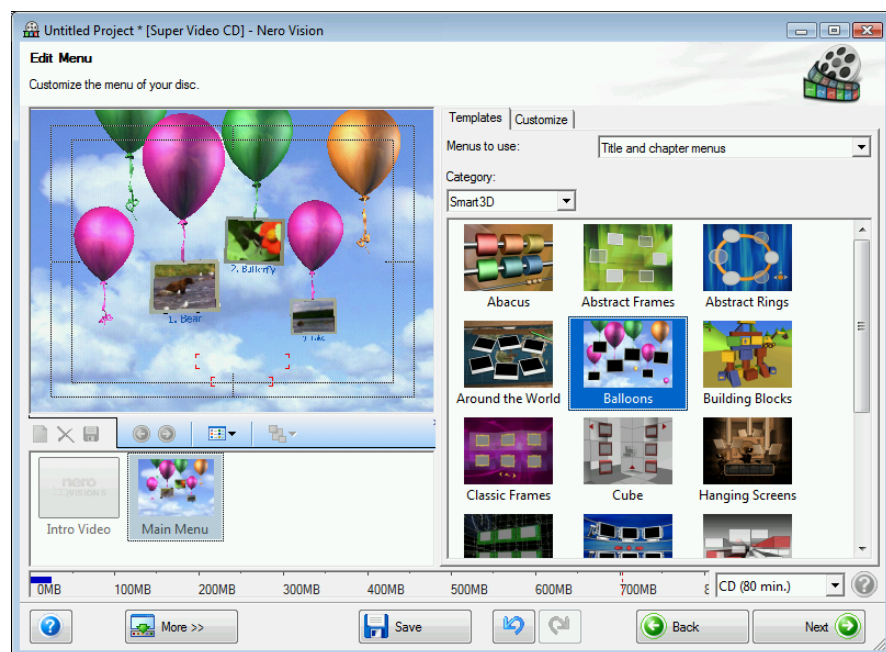 Untitled Project * [Super Video CD] - Nero Vision
Edit Menu
Customize the menu of your disc.
Templates Customize
Menus to use: Title and chapter menus
Category:
Smart3D
Abacus Abstract Frames Abstract Rings
Around the World Balloons Building Blocks
Classic Frames Cube Hanging Screens
2. Butterfly
1. Bear
nero
Intro Video Main Menu
0MB 100MB 200MB 300MB 400MB 500MB 600MB 700MB 8 CD (80 min.)
More >> Save Back Next